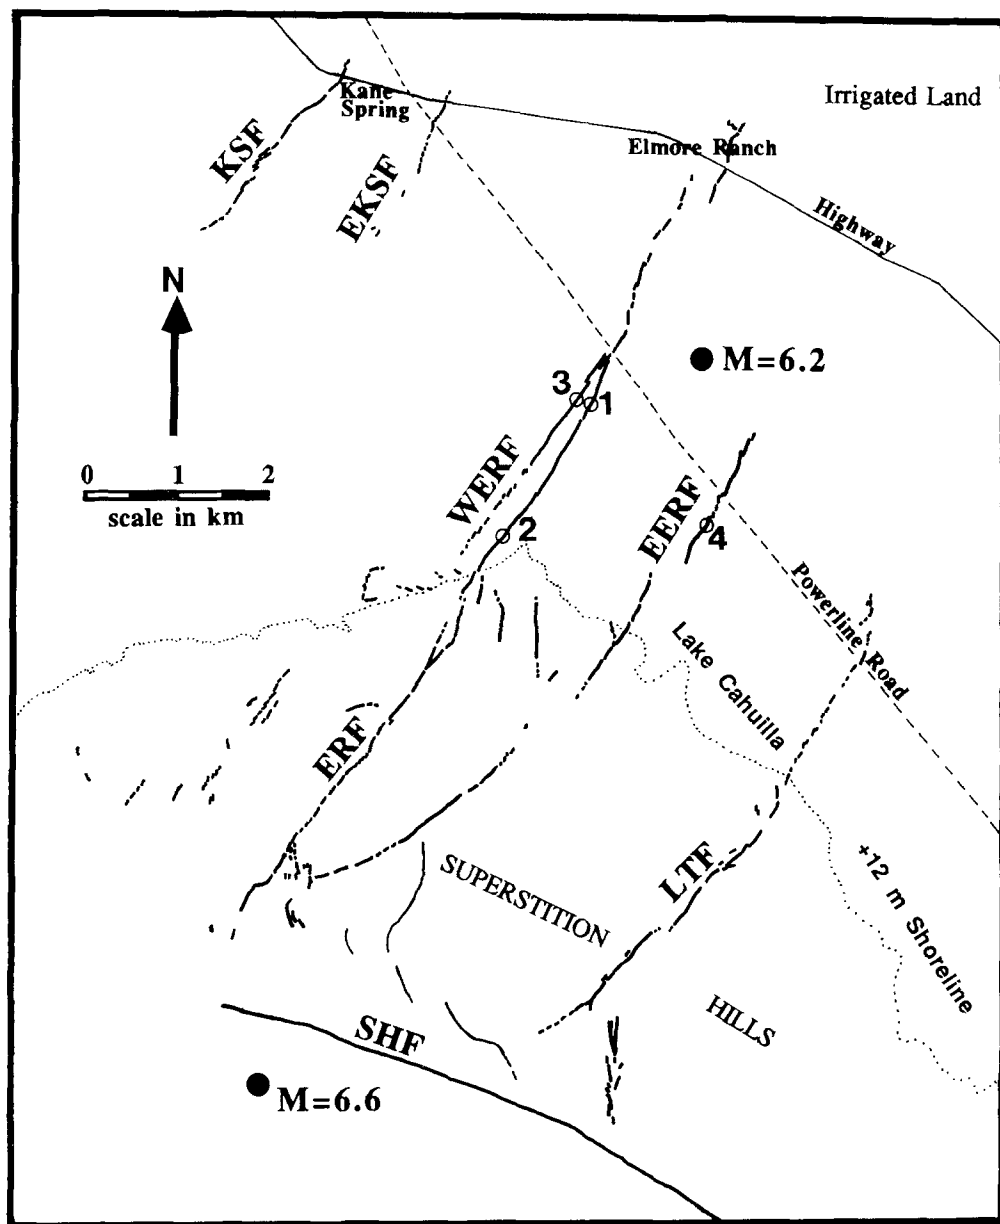 Irrigated Land
Kane
Spring
Elmore Ranch
KSF
EKSF
Highway
N
M=6.2
3
1
0 1 2
scale in km
WERF
2
EERF
4
Powerline Road
Lake Cahuilla
ERF
LTF
SUPERSTITION
+12 m Shoreline
HILLS
SHF
M=6.6